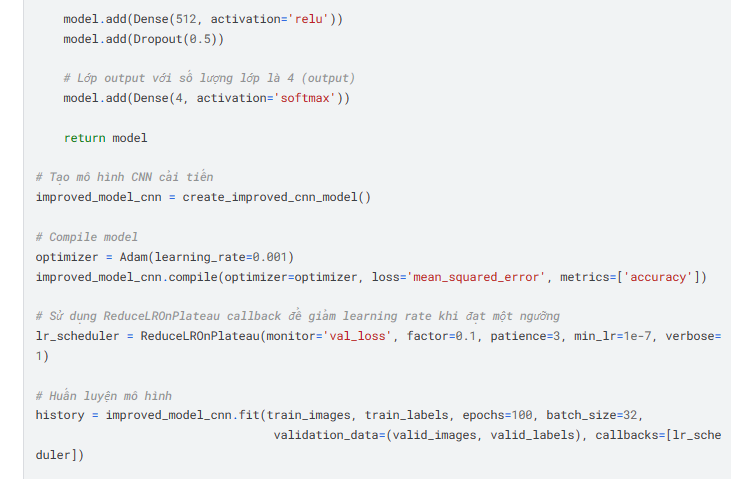 model.add(Dense(512, activation='relu'))
model.add(Dropout(0.5))
# Lớp output với số lượng lớp là 4 (output)
model.add(Dense(4, activation='softmax'))
return model
# Tạo mô hình CNN cải tiến
improved_model_cnn = create_improved_cnn_model()
# Compile model
optimizer = Adam(learning_rate=0.001)
improved_model_cnn.compile(optimizer=optimizer, loss='mean_squared_error', metrics=['accuracy'])
# Sử dụng ReduceLROnPlateau callback để giảm learning rate khi đạt một ngưỡng
lr_scheduler = ReduceLROnPlateau(monitor='val_loss', factor=0.1, patience=3, min_lr=1e-7, verbose=
1)
# Huấn luyện mô hình
history = improved_model_cnn.fit(train_images, train_labels, epochs=100, batch_size=32,
validation_data=(valid_images, valid_labels), callbacks=[lr_sche
duler])